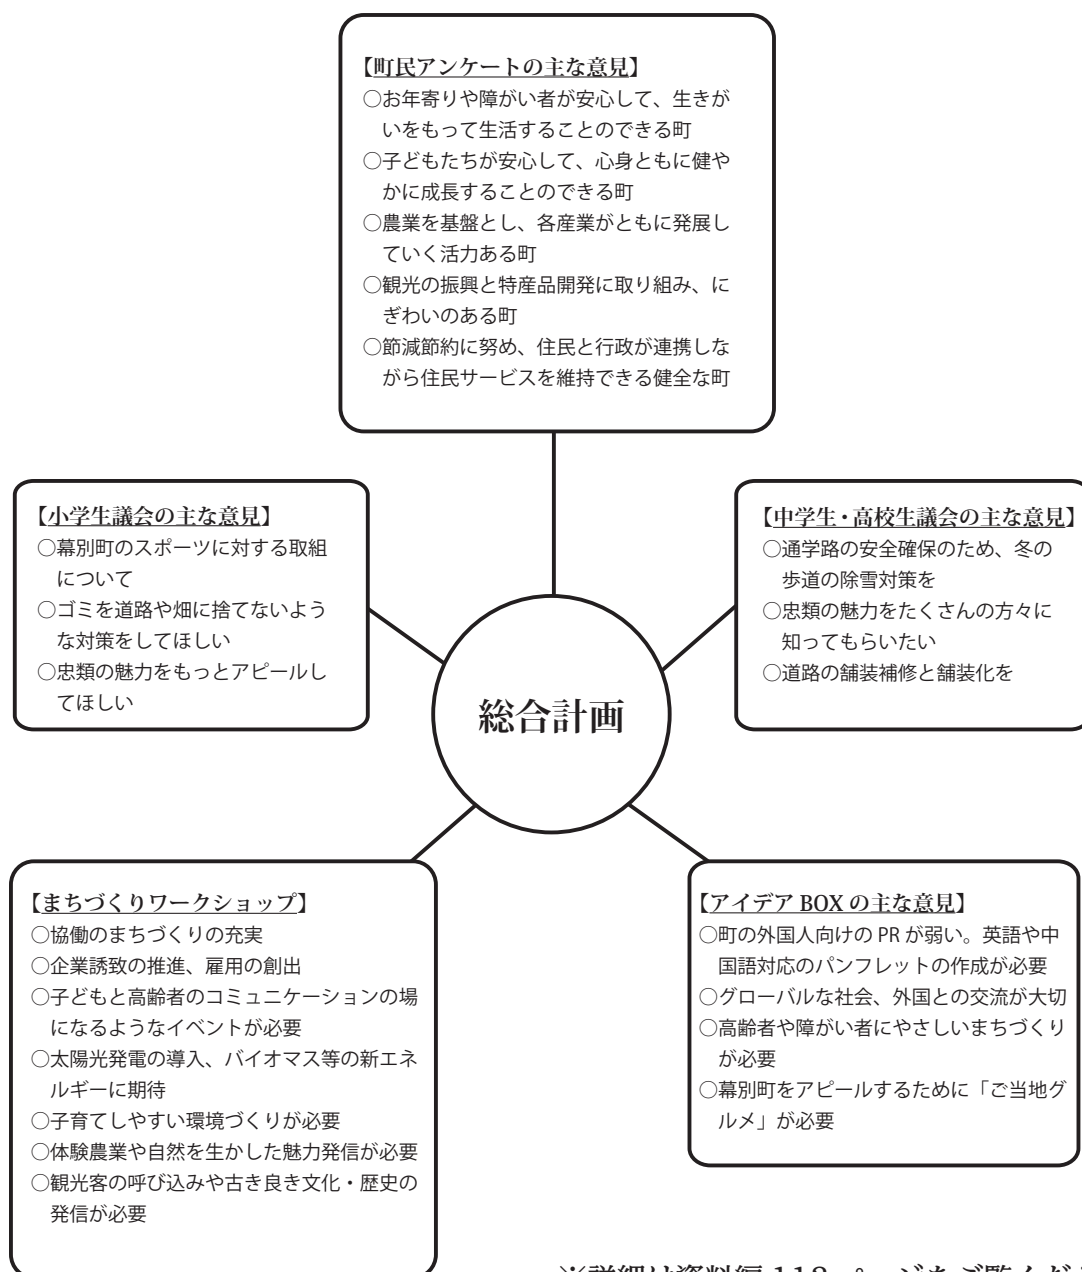 【町民アンケートの主な意見】
○お年寄りや障がい者が安心して、生きが
いをもって生活することのできる町
○子どもたちが安心して、心身ともに健や
かに成長することのできる町
○農業を基盤とし、各産業がともに発展し
ていく活力ある町
○観光の振興と特産品開発に取り組み、に
ぎわいのある町
○節減節約に努め、住民と行政が連携しな
がら住民サービスを維持できる健全な町
【小学生議会の主な意見】
○幕別町のスポーツに対する取組
について
○ゴミを道路や畑に捨てないよう
な対策をしてほしい
○忠類の魅力をもっとアピールし
てほしい
【中学生・高校生議会の主な意見】
○通学路の安全確保のため、冬の
歩道の除雪対策を
○忠類の魅力をたくさんの方々に
知ってもらいたい
○道路の舗装補修と舗装化を
総合計画
【まちづくりワークショップ】
○協働のまちづくりの充実
○企業誘致の推進、雇用の創出
○子どもと高齢者のコミュニケーションの場
になるようなイベントが必要
○太陽光発電の導入、バイオマス等の新エネ
ルギーに期待
○子育てしやすい環境づくりが必要
○体験農業や自然を生かした魅力発信が必要
○観光客の呼び込みや古き良き文化・歴史の
発信が必要
【アイデア BOX の主な意見】
○町の外国人向けの PR が弱い。英語や中
国語対応のパンフレットの作成が必要
○グローバルな社会、外国との交流が大切
○高齢者や障がい者にやさしいまちづくり
が必要
○幕別町をアピールするために「ご当地グ
ルメ」が必要